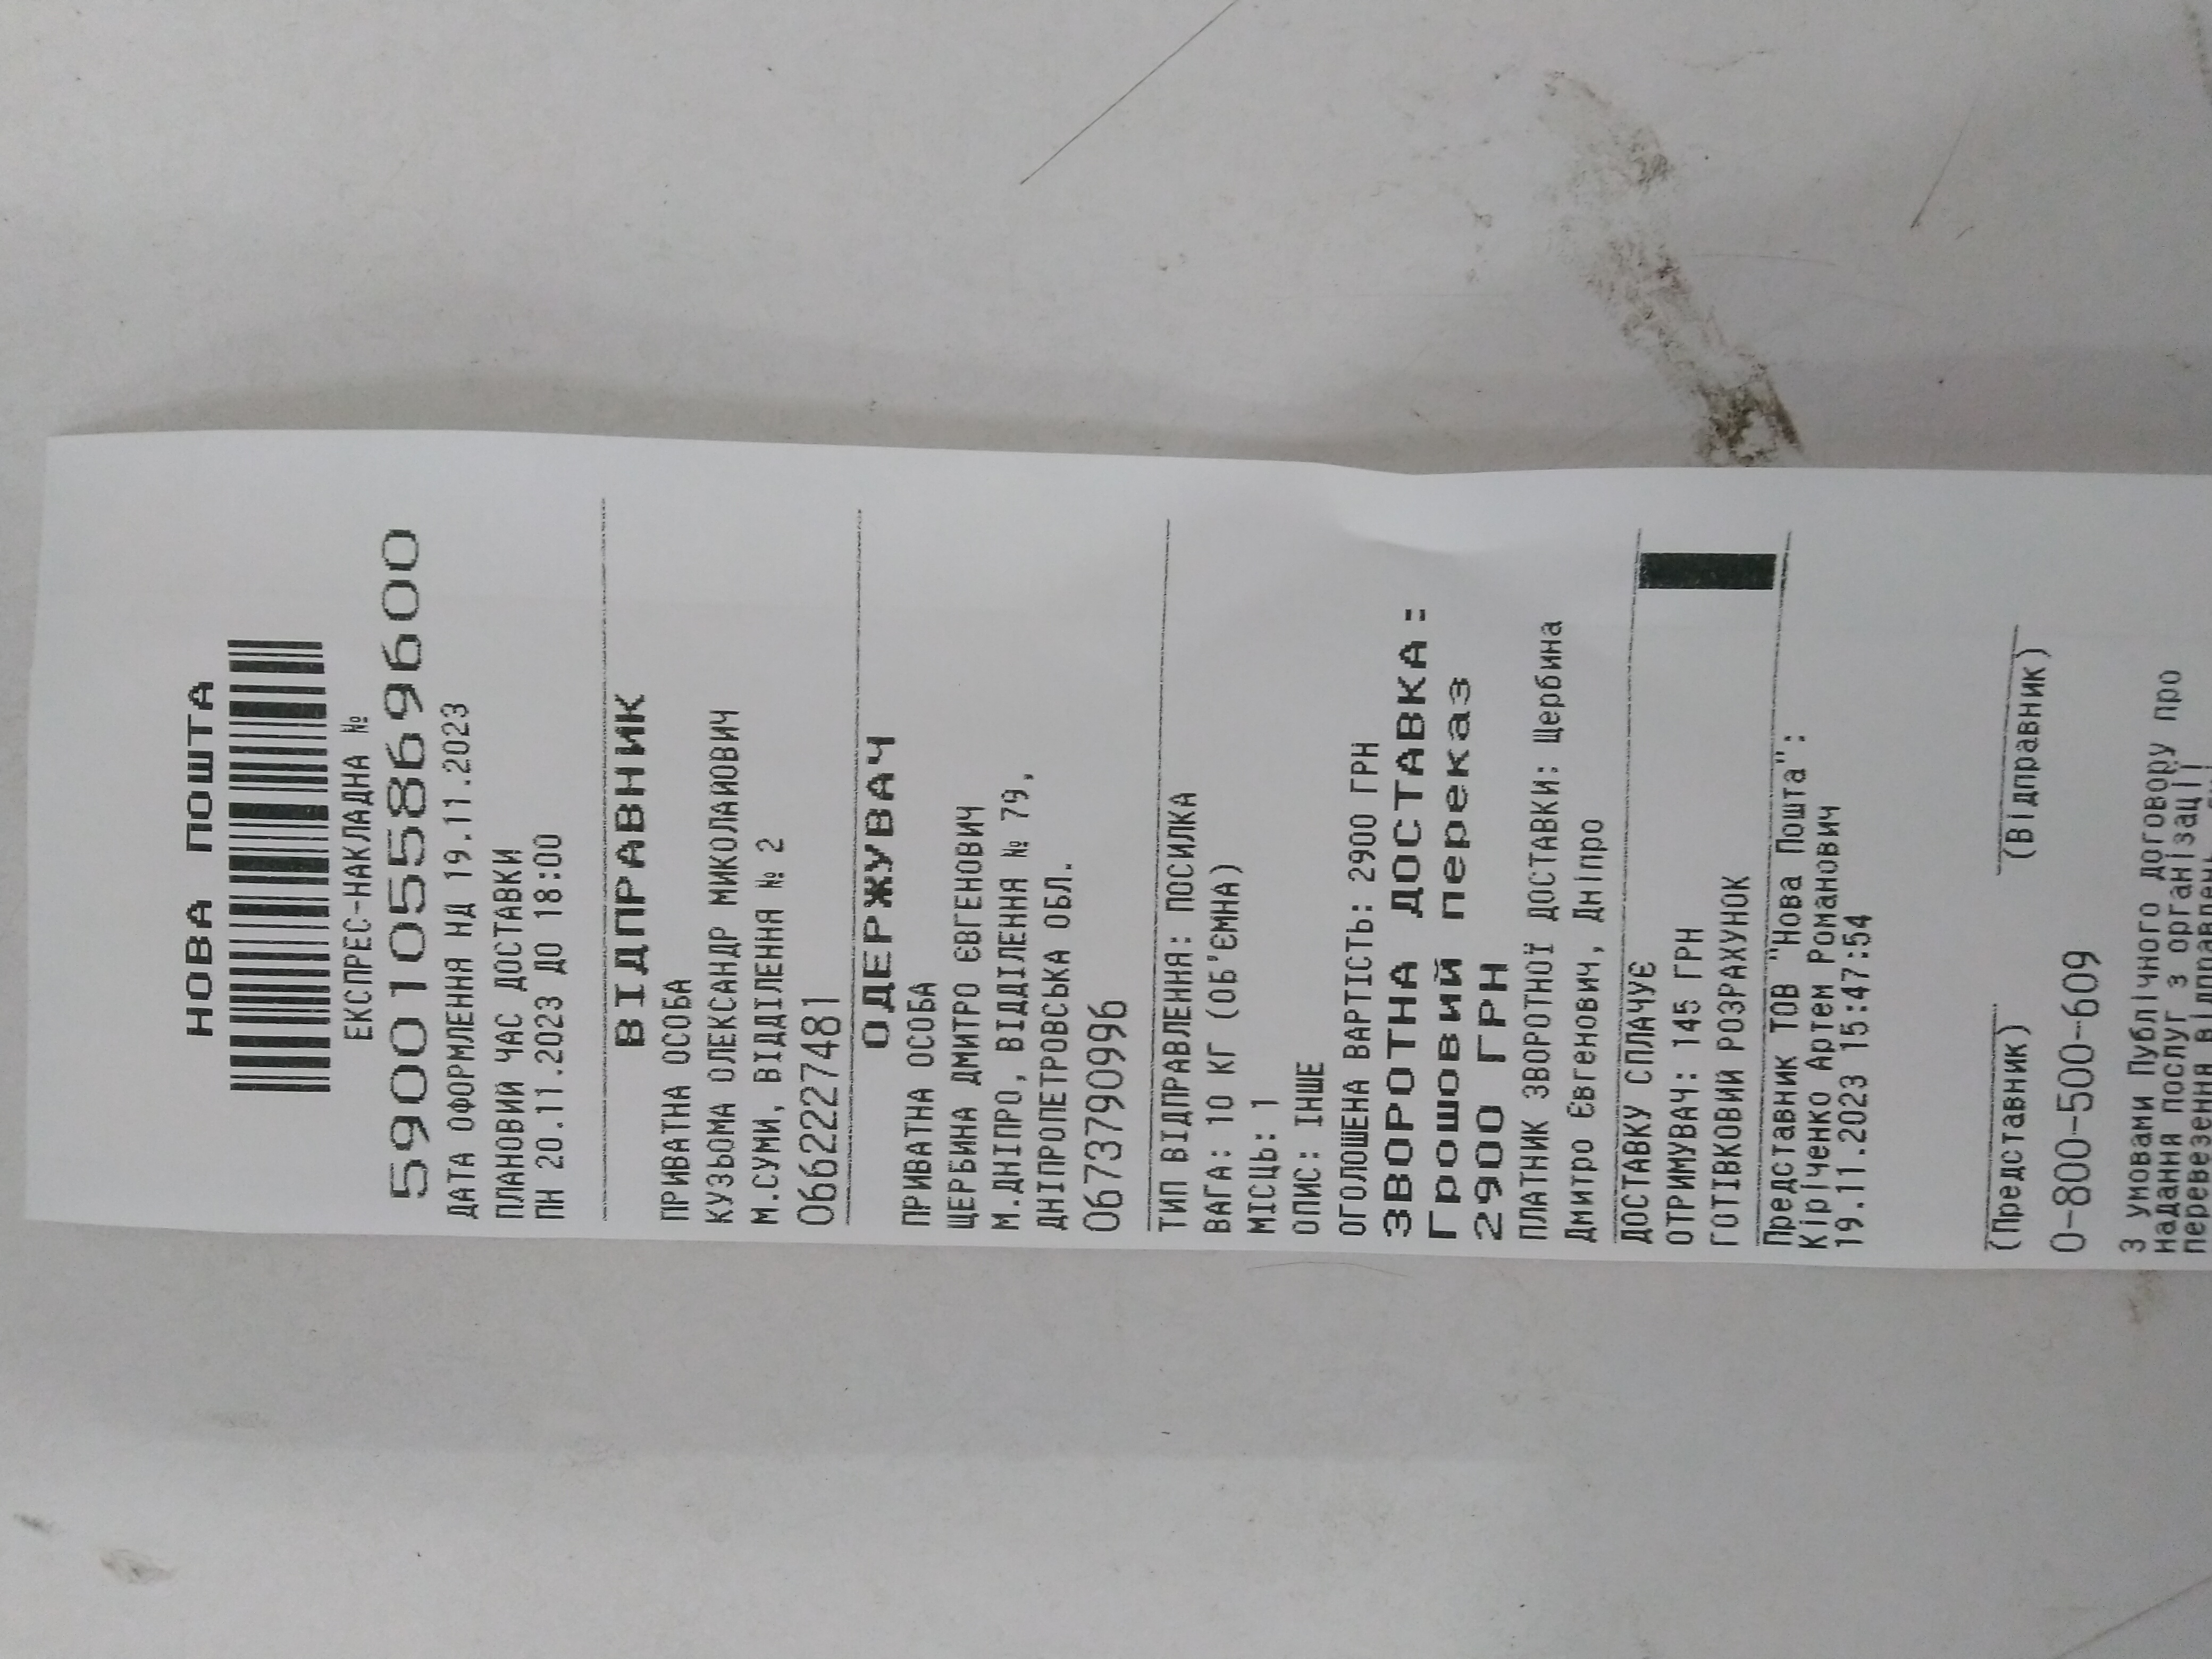 НОВА ПОШТА
ЕКСПРЕС-НАКЛАДНА №
59001055869600
ДАТА ОФОРМЛЕННЯ НД 19.11.2023
ПЛАНОВИЙ ЧАС ДОСТАВКИ
ПН 20.11.2023 ДО 18:00
ВІДПРАВНИК
ПРИВАТНА ОСОБА
КУЗЬОМА ОЛЕКСАНДР МИКОЛАЙОВИЧ
М.СУМИ, ВІДДІЛЕННЯ № 2
0662227481
ОДЕРЖУВАЧ
ПРИВАТНА ОСОБА
ЩЕРБИНА ДМИТРО ЄВГЕНОВИЧ
М.ДНІПРО, ВІДДІЛЕННЯ № 79,
ДНІПРОПЕТРОВСЬКА ОБЛ.
0673790996
ТИП ВІДПРАВЛЕННЯ: ПОСИЛКА
ВАГА: 10 КГ (ОБ'ЄМНА)
МІСЦЬ: 1
ОПИС: ІНШЕ
ОГОЛОШЕНА ВАРТІСТЬ: 2900 ГРН
ЗВОРОТНА ДОСТАВКА:
Грошовий переказ
2900 ГРН
ПЛАТНИК ЗВОРОТНОЇ ДОСТАВКИ: Щербина
Дмитро Євгенович, Дніпро
ДОСТАВКУ СПЛАЧУЄ
ОТРИМУВАЧ: 145 ГРН
ГОТІВКОВИЙ РОЗРАХУНОК
Представник ТОВ "Нова Пошта":
Кіріченко Артем Романович
19.11.2023 15:47:54
(Представник) (Відправник)
0-800-500-609
З умовами Публічного договору про
надання послуг з організації
перевезення